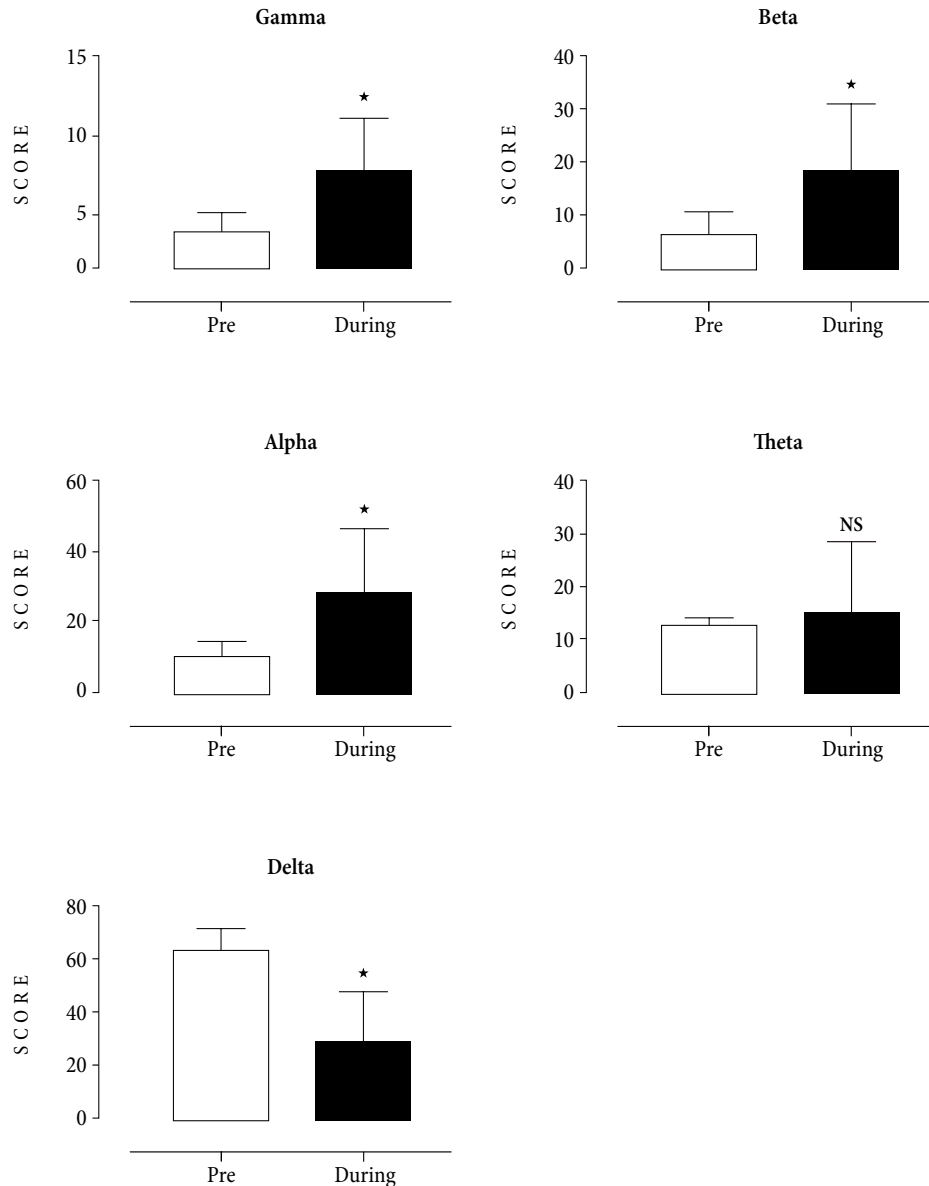 Gamma
15
10
5
0
SCORE
★
Pre During
Beta
40
30
20
10
0
SCORE
★
Pre During
Alpha
60
40
20
0
SCORE
★
Pre During
Theta
40
30
20
10
0
SCORE
NS
Pre During
Delta
80
60
40
20
0
SCORE
★
Pre During